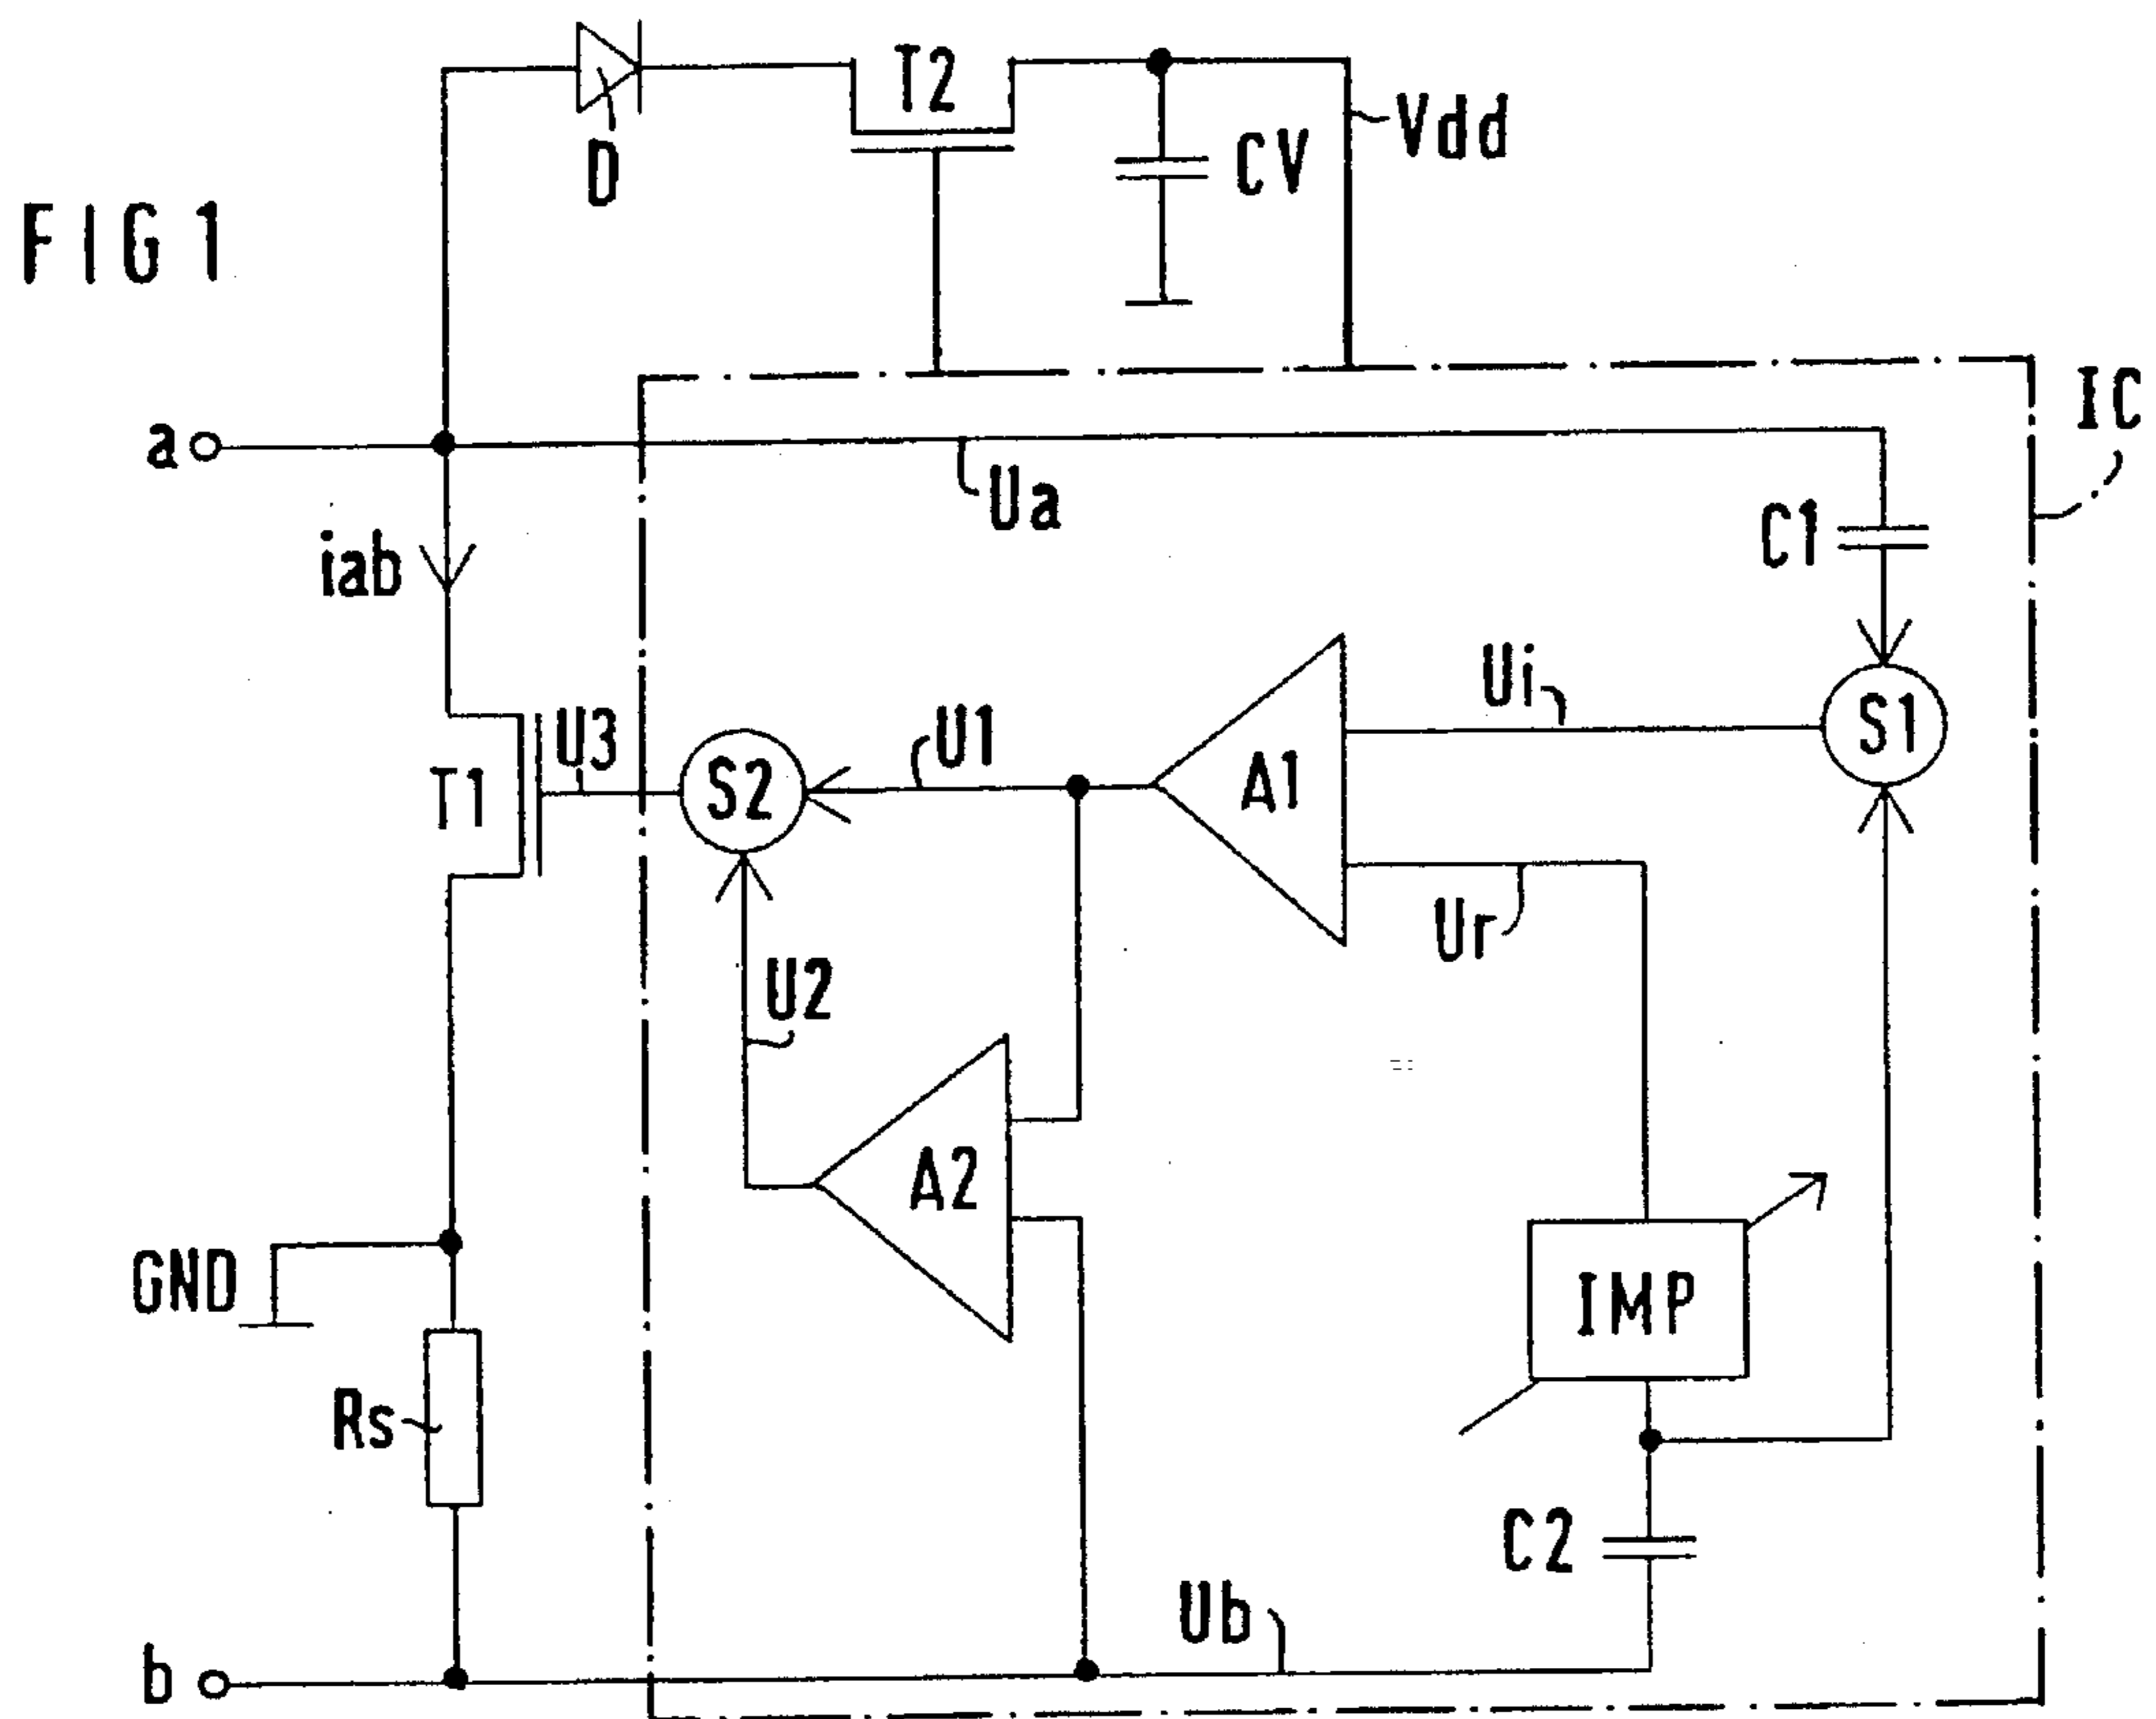 T2
Vdd
D
CV
FIG 1
IC
a
Ua
C1
iab
Ui
U3
U1
S1
T1
S2
A1
Ur
U2
A2
GND
IMP
Rs
C2
Ub
b